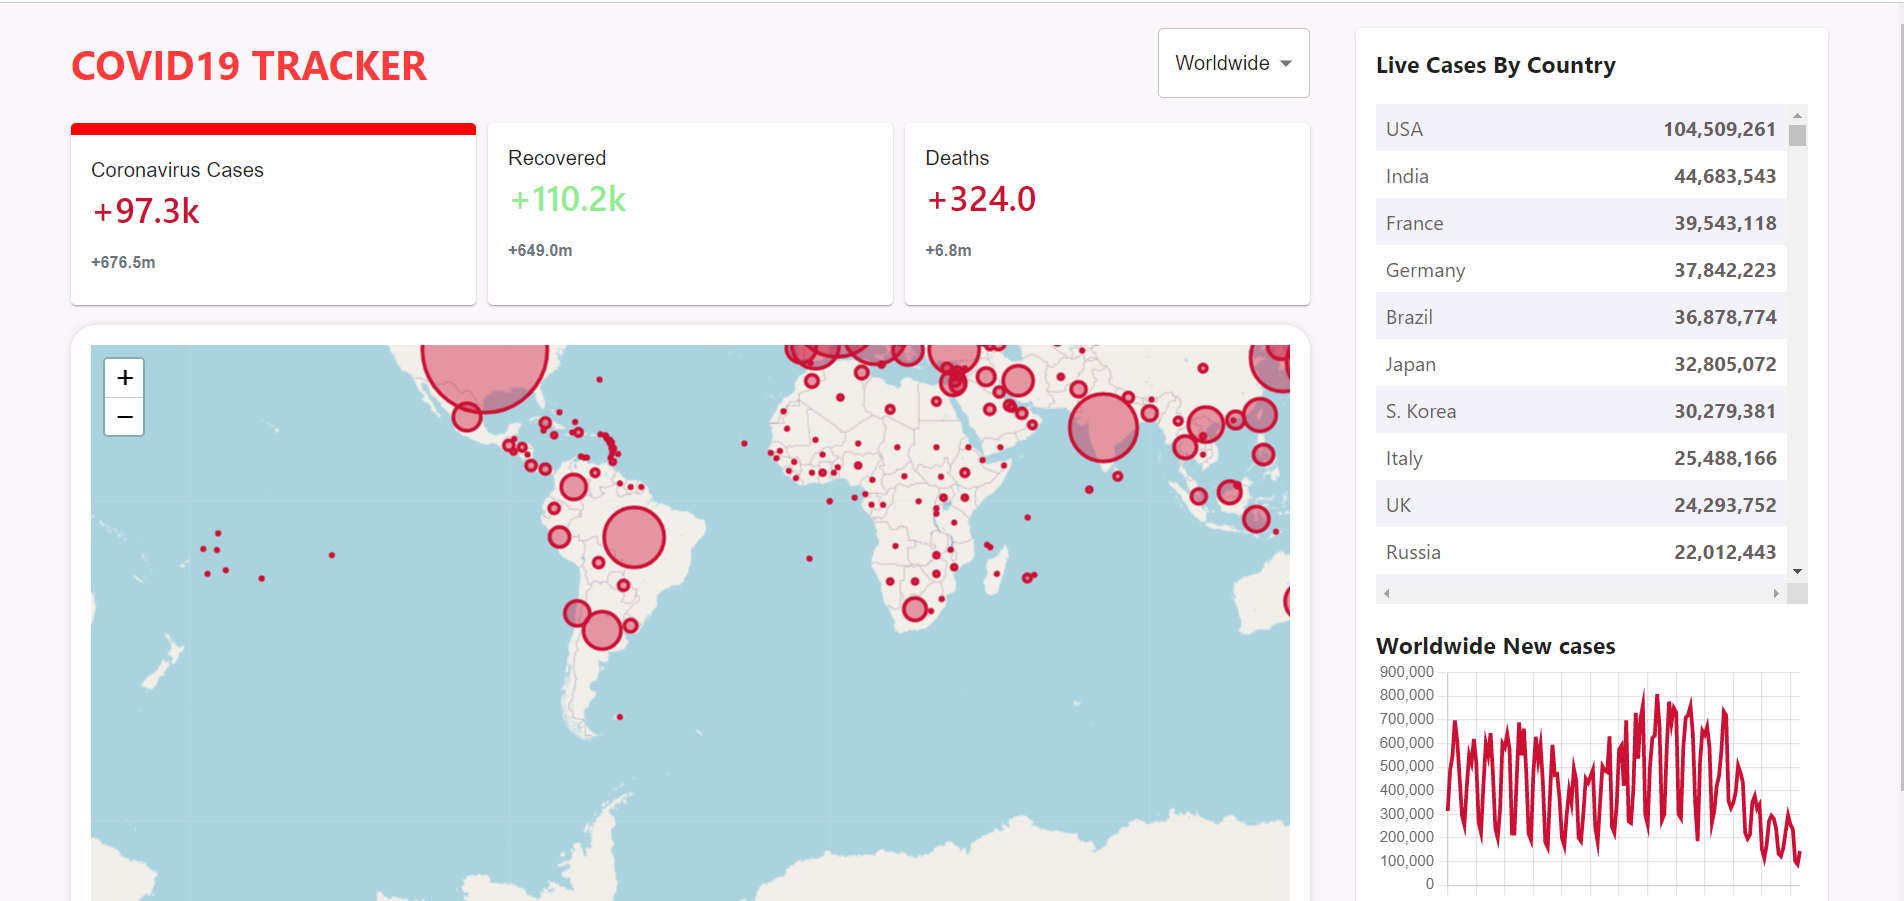 COVID19 TRACKER
Worldwide
Coronavirus Cases
+97.3k
+676.5m
Recovered
+110.2k
+649.0m
Deaths
+324.0
+6.8m
+
−
Live Cases By Country
USA 104,509,261
India 44,683,543
France 39,543,118
Germany 37,842,223
Brazil 36,878,774
Japan 32,805,072
S. Korea 30,279,381
Italy 25,488,166
UK 24,293,752
Russia 22,012,443
Worldwide New cases
900,000
800,000
700,000
600,000
500,000
400,000
300,000
200,000
100,000
0